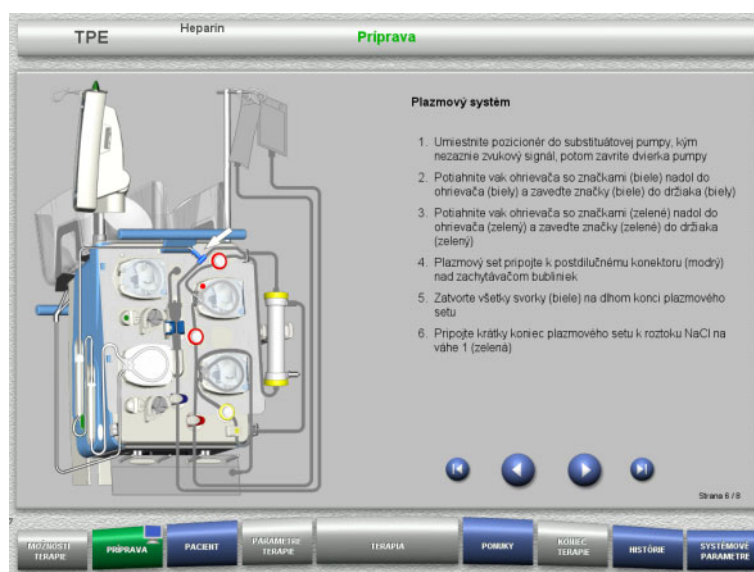 TPE
Heparin
Príprava
Plazmový systém
1. Umiestnite pozicionér do substituátovej pumpy, kým
nezaznie zvukový signál, potom zavrite dvierka pumpy
2. Potiahnite vak ohrievača so značkami (biele) nadol do
ohrievača (biely) a zaveďte značky (biele) do držiaka (biely)
3. Potiahnite vak ohrievača so značkami (zelené) nadol do
ohrievača (zelený) a zaveďte značky (zelené) do držiaka
(zelený)
4. Plazmový set pripojte k postdilučnému konektoru (modrý)
nad zachytávačom bubliniek
5. Zatvorte všetky svorky (biele) na dlhom konci plazmového
setu
6. Pripojte krátky koniec plazmového setu k roztoku NaCl na
váhe 1 (zelená)
Strana 6 / 8
MOŽNOSTI
TERAPIE
PRÍPRAVA
PACIENT
PARAMETRE
TERAPIE
TERAPIA
PONUKY
KONIEC
TERAPIE
HISTÓRIE
SYSTÉMOVÉ
PARAMETRE